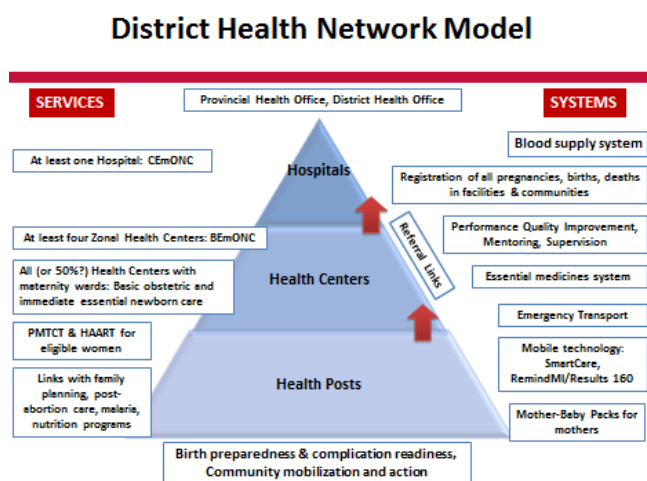 District Health Network Model
SERVICES
Provincial Health Office, District Health Office
SYSTEMS
At least one Hospital: CEmONC
At least four Zonal Health Centers: BEmONC
All (or 50%?) Health Centers with
maternity wards: Basic obstetric and
immediate essential newborn care
PMTCT & HAART for
eligible women
Links with family
planning, post-
abortion care, malaria,
nutrition programs
Hospitals
Health Centers
Health Posts
Referral Links
Blood supply system
Registration of all pregnancies, births, deaths
in facilities & communities
Performance Quality Improvement,
Mentoring, Supervision
Essential medicines system
Emergency Transport
Mobile technology:
SmartCare,
RemindMI/Results 160
Mother-Baby Packs for
mothers
Birth preparedness & complication readiness,
Community mobilization and action